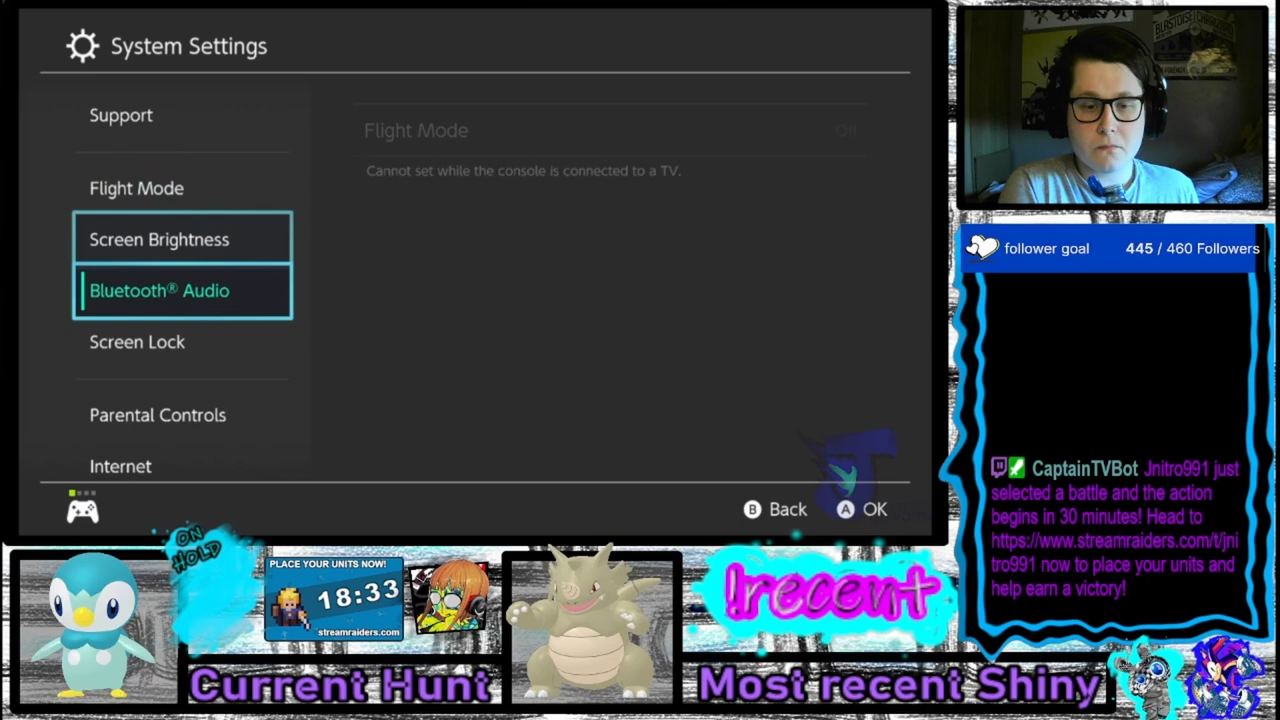 System Settings
Support
Flight Mode
Screen Brightness
Bluetooth® Audio
Screen Lock
Parental Controls
Internet
Flight Mode Off
Cannot set while the console is connected to a TV.
B Back A OK
follower goal 445 / 460 Followers
CaptainTVBot Jnitro991 just
selected a battle and the action
begins in 30 minutes! Head to
https://www.streamraiders.com/t/jni
tro991 now to place your units and
help earn a victory!
ON
HOLD
PLACE YOUR UNITS NOW!
18:33
streamraiders.com
!recent
Current Hunt
Most recent Shiny